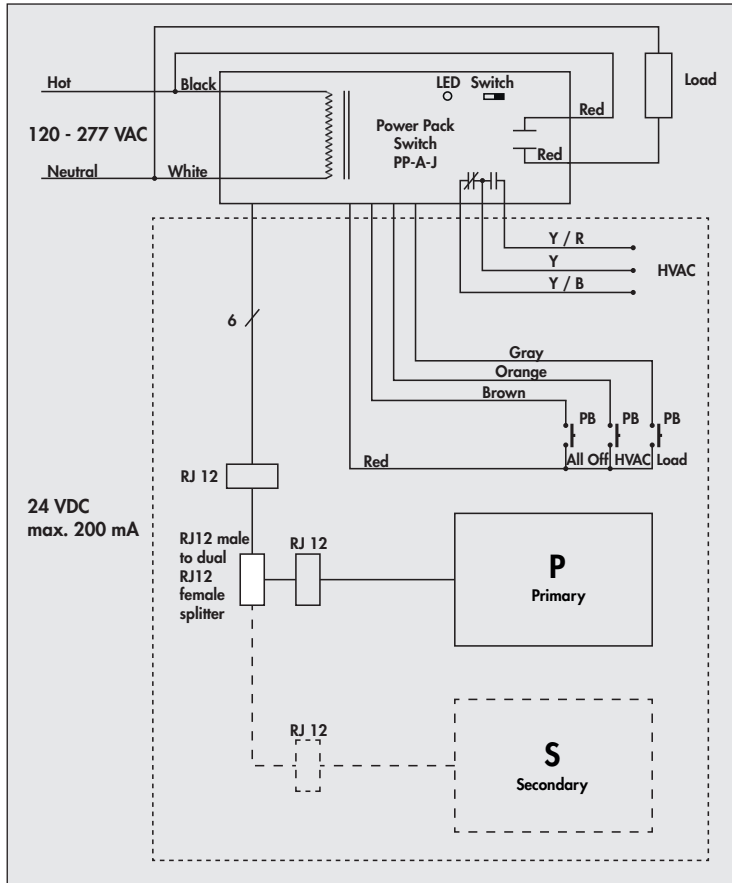 Hot
Black
LED
Switch
Load
Red
120 - 277 VAC
Power Pack
Switch
PP-A-J
Red
Neutral
White
Y / R
Y
HVAC
Y / B
6
Gray
Orange
Brown
PB
PB
PB
Red
All Off
HVAC
Load
RJ 12
24 VDC
max. 200 mA
RJ12 male
to dual
RJ12
female
splitter
RJ 12
P
Primary
RJ 12
S
Secondary